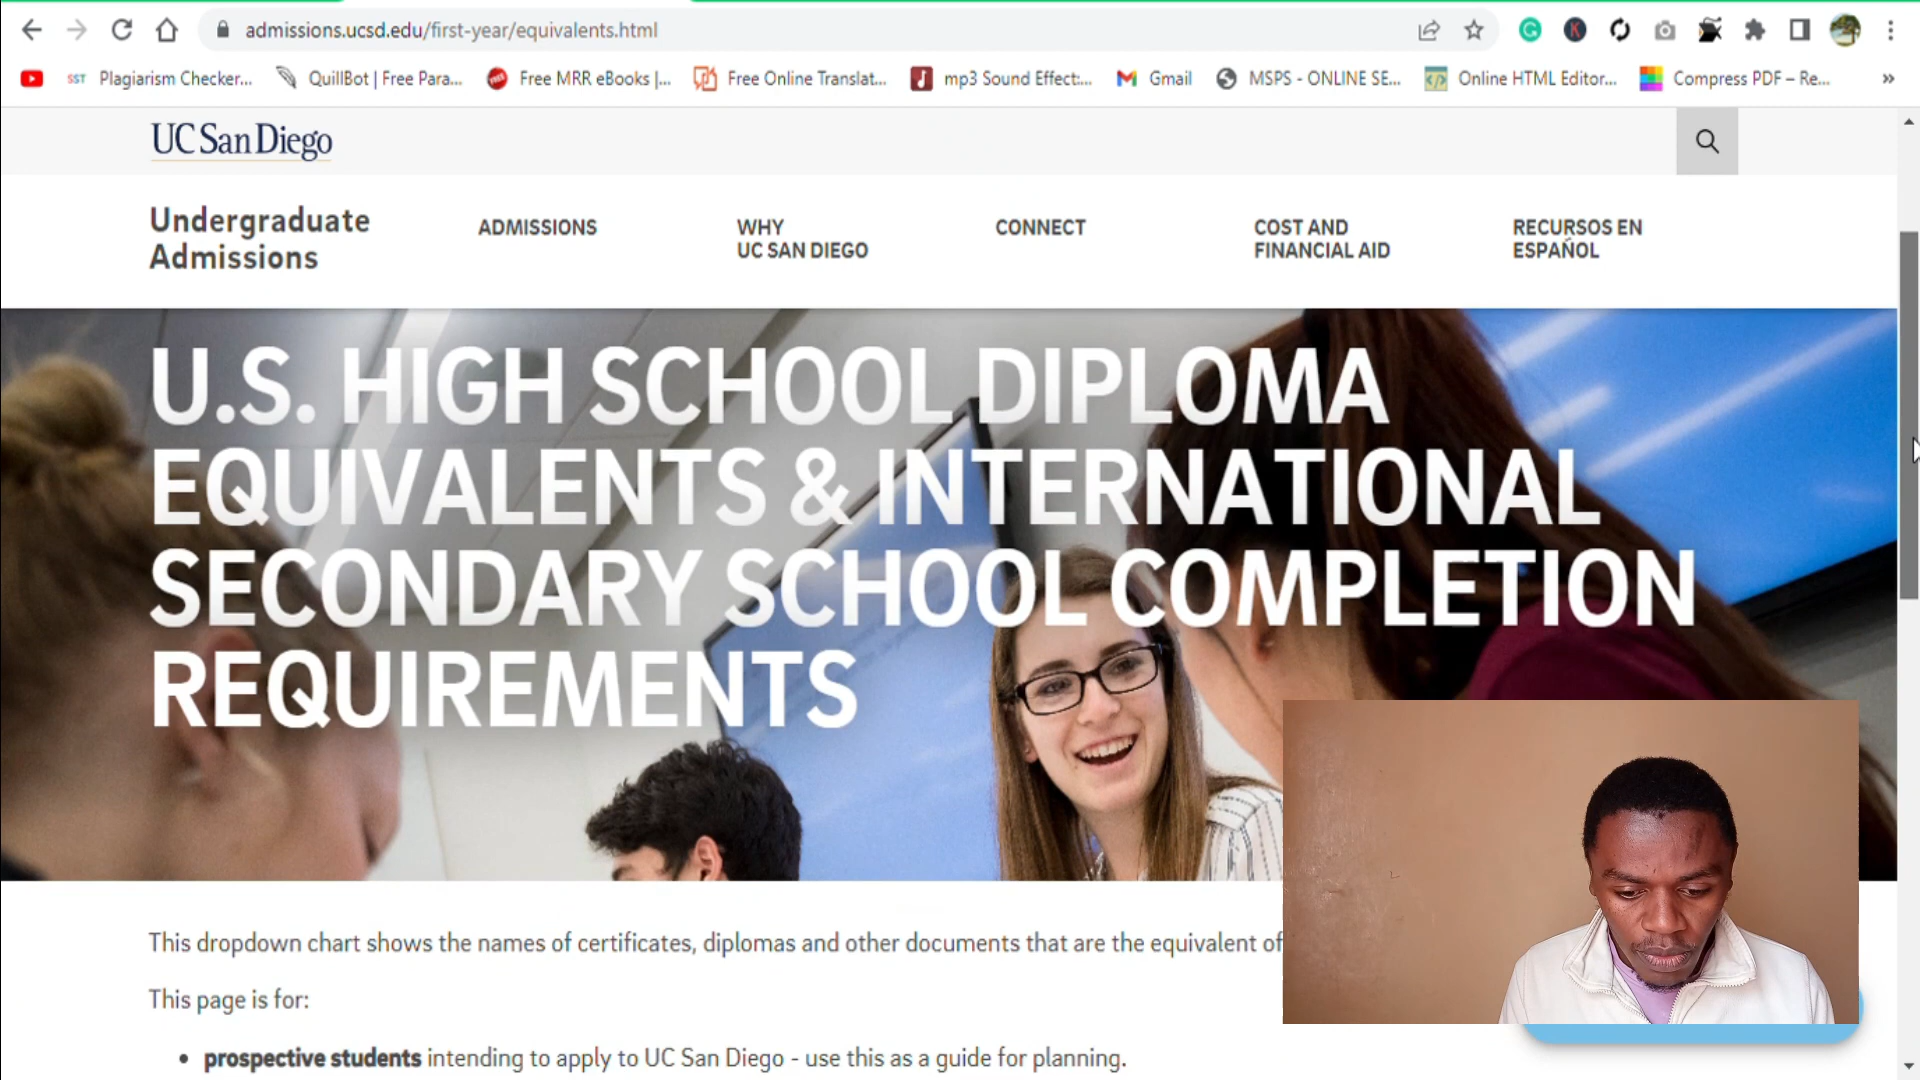 admissions.ucsd.edu/first-year/equivalents.html
SST Plagiarism Checker... QuillBot | Free Para... Free MRR eBooks |... Free Online Translat... mp3 Sound Effect:... Gmail MSPS - ONLINE SE... Online HTML Editor... Compress PDF – Re... »
UC San Diego
Undergraduate
Admissions
ADMISSIONS
WHY
UC SAN DIEGO
CONNECT
COST AND
FINANCIAL AID
RECURSOS EN
ESPAÑOL
U.S. HIGH SCHOOL DIPLOMA
EQUIVALENTS & INTERNATIONAL
SECONDARY SCHOOL COMPLETION
REQUIREMENTS
This dropdown chart shows the names of certificates, diplomas and other documents that are the equivalent of
This page is for:
• prospective students intending to apply to UC San Diego - use this as a guide for planning.